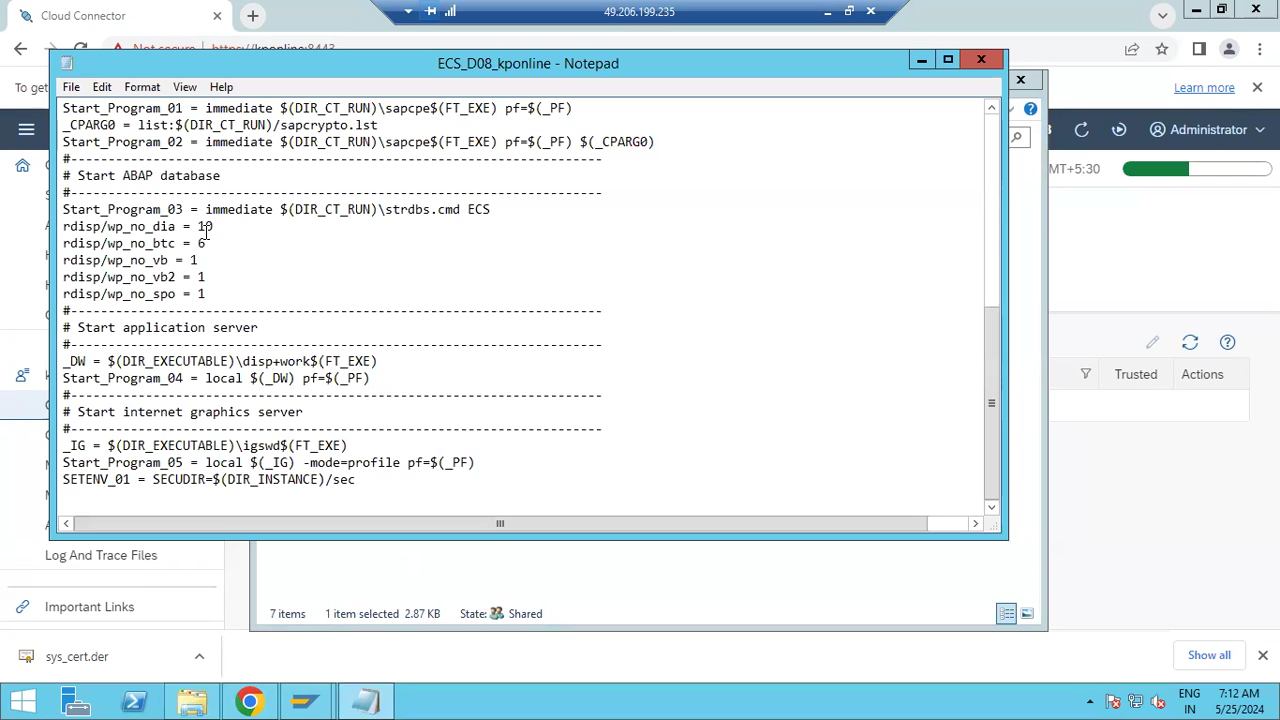 Cloud Connector
49.206.199.235
ECS_D08_kponline - Notepad
File Edit Format View Help
Learn more
Start_Program_01 = immediate $(DIR_CT_RUN)\sapcpe$(FT_EXE) pf=$(_PF)
_CPARG0 = list:$(DIR_CT_RUN)/sapcrypto.lst
Administrator
Start_Program_02 = immediate $(DIR_CT_RUN)\sapcpe$(FT_EXE) pf=$(_PF) $(_CPARG0)
#-----------------------------------------------------------------------
# Start ABAP database
#-----------------------------------------------------------------------
Start_Program_03 = immediate $(DIR_CT_RUN)\strdbs.cmd ECS
rdisp/wp_no_dia = 10
rdisp/wp_no_btc = 6
rdisp/wp_no_vb = 1
rdisp/wp_no_vb2 = 1
rdisp/wp_no_spo = 1
#-----------------------------------------------------------------------
# Start application server
#-----------------------------------------------------------------------
_DW = $(DIR_EXECUTABLE)\disp+work$(FT_EXE)
Start_Program_04 = local $(_DW) pf=$(_PF)
#-----------------------------------------------------------------------
# Start internet graphics server
#-----------------------------------------------------------------------
_IG = $(DIR_EXECUTABLE)\igswd$(FT_EXE)
Start_Program_05 = local $(_IG) -mode=profile pf=$(_PF)
SETENV_01 = SECUDIR=$(DIR_INSTANCE)/sec
MT+5:30
Trusted Actions
Log And Trace Files
Important Links
7 items 1 item selected 2.87 KB State: Shared
sys_cert.der
Show all
ENG 7:12 AM
IN 5/25/2024